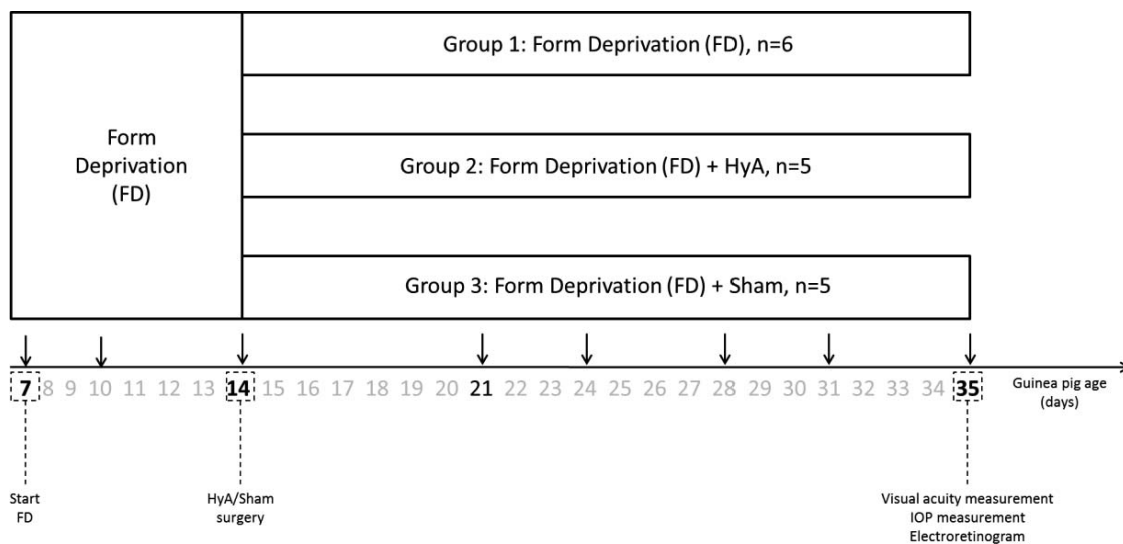 Group 1: Form Deprivation (FD), n=6
Form
Deprivation
(FD)
Group 2: Form Deprivation (FD) + HyA, n=5
Group 3: Form Deprivation (FD) + Sham, n=5
7 8 9 10 11 12 13 14 15 16 17 18 19 20 21 22 23 24 25 26 27 28 29 30 31 32 33 34 35
Guinea pig age
(days)
Start
FD
HyA/Sham
surgery
Visual acuity measurement
IOP measurement
Electroretinogram